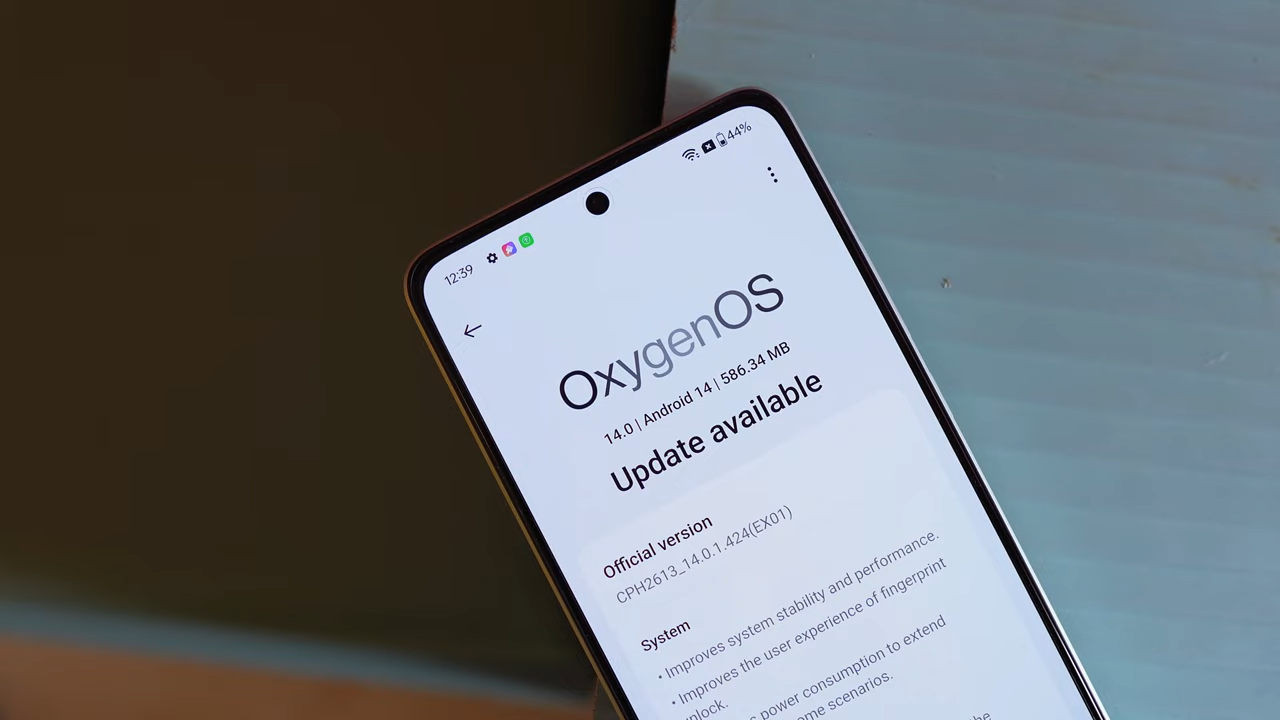 12:39
44%
OxygenOS
14.0 | Android 14 | 586.34 MB
Update available
Official version
CPH2613_14.0.1.424(EX01)
System
• Improves system stability and performance.
• Improves the user experience of fingerprint
unlock.
power consumption to extend
some scenarios.
the